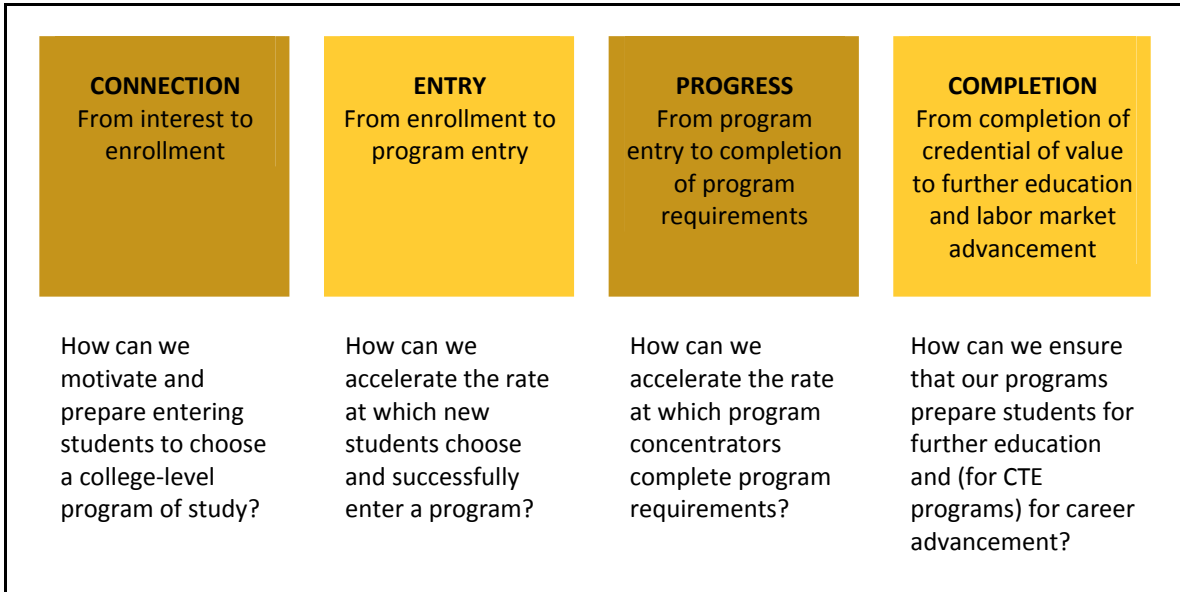 CONNECTION
From interest to
enrollment
ENTRY
From enrollment to
program entry
PROGRESS
From program
entry to completion
of program
requirements
COMPLETION
From completion of
credential of value
to further education
and labor market
advancement
How can we
motivate and
prepare entering
students to choose
a college-level
program of study?
How can we
accelerate the rate
at which new
students choose
and successfully
enter a program?
How can we
accelerate the rate
at which program
concentrators
complete program
requirements?
How can we ensure
that our programs
prepare students for
further education
and (for CTE
programs) for career
advancement?